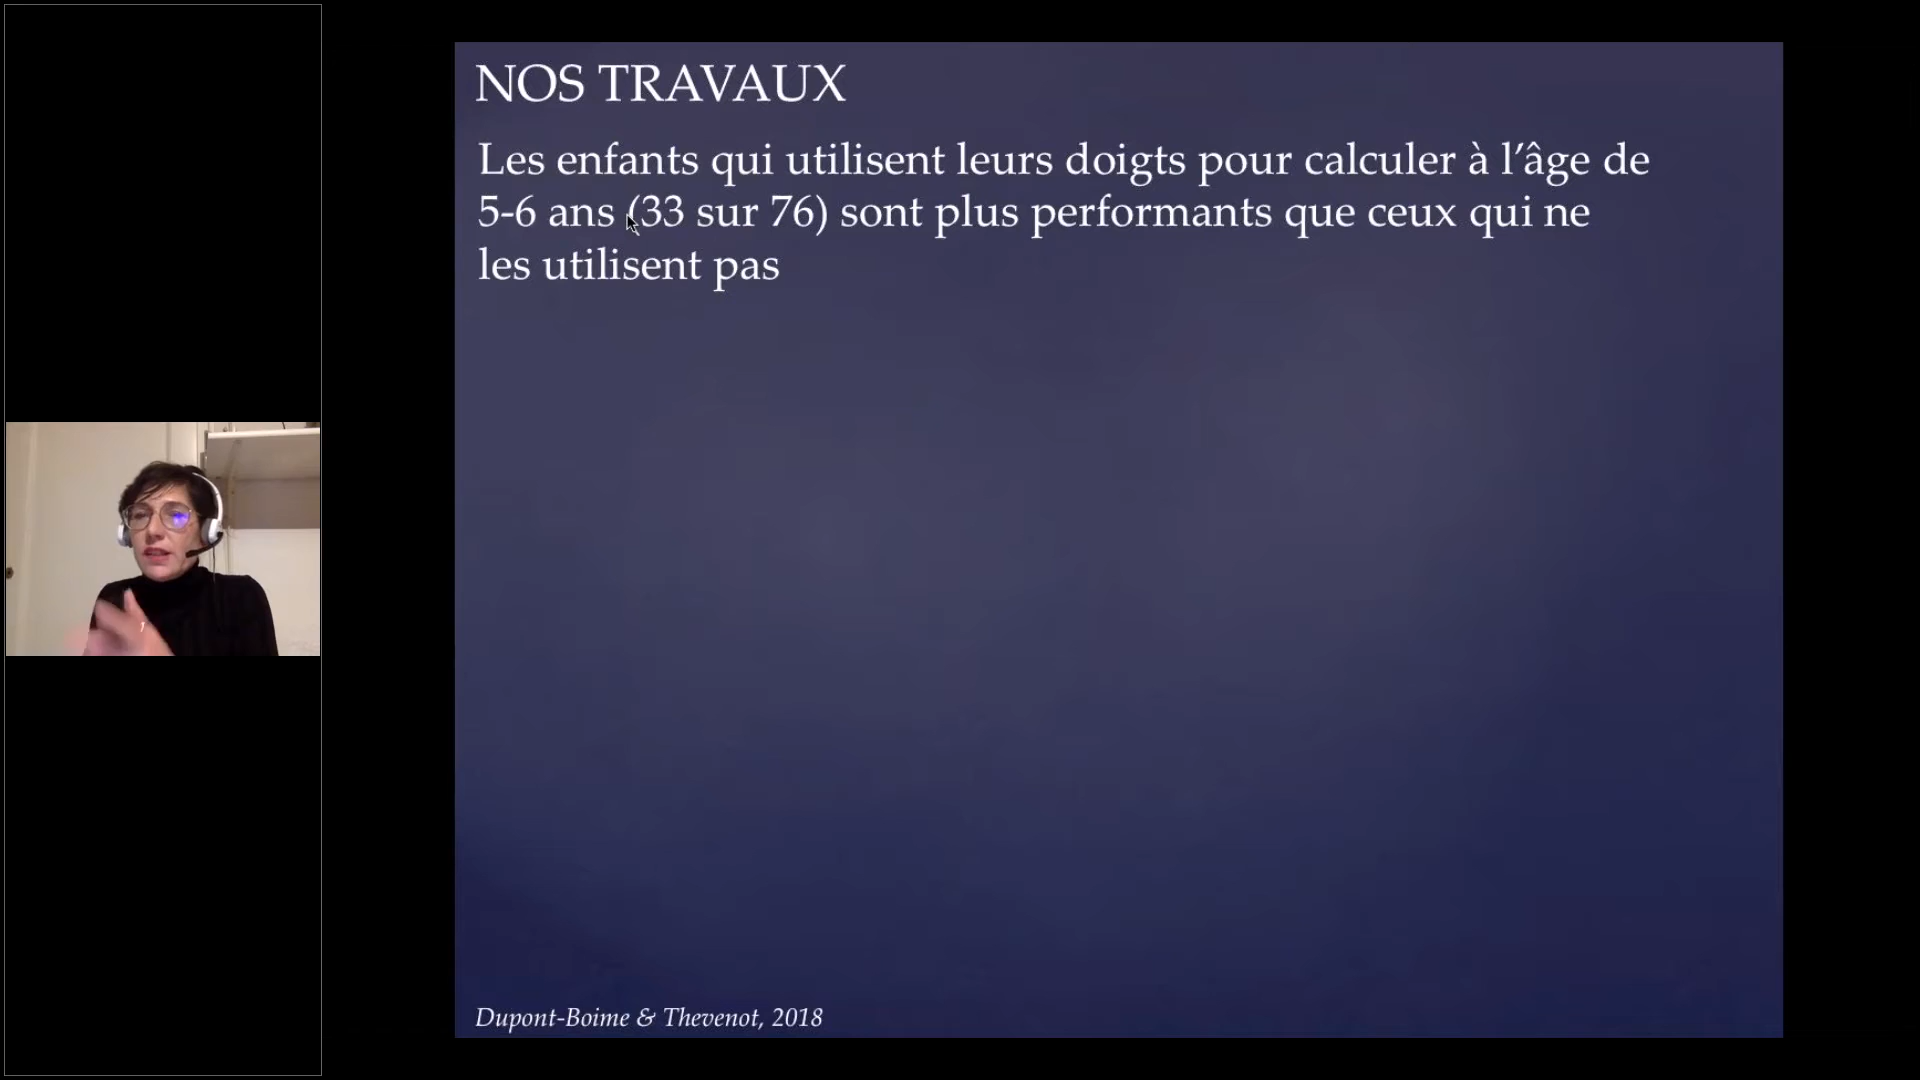 NOS TRAVAUX
Les enfants qui utilisent leurs doigts pour calculer à l’âge de
5-6 ans (33 sur 76) sont plus performants que ceux qui ne
les utilisent pas
Dupont-Boime & Thevenot, 2018